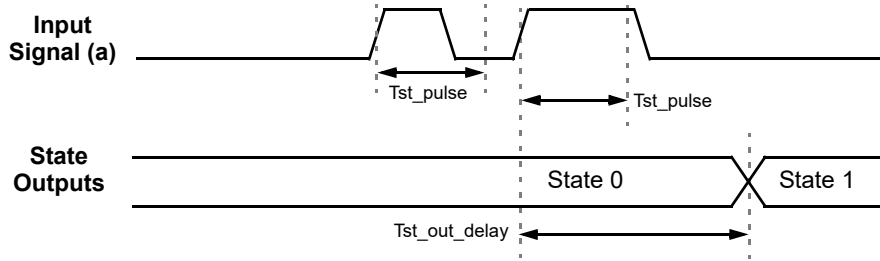 Input
Signal (a)
Tst_pulse
Tst_pulse
State
Outputs
State 0
State 1
Tst_out_delay